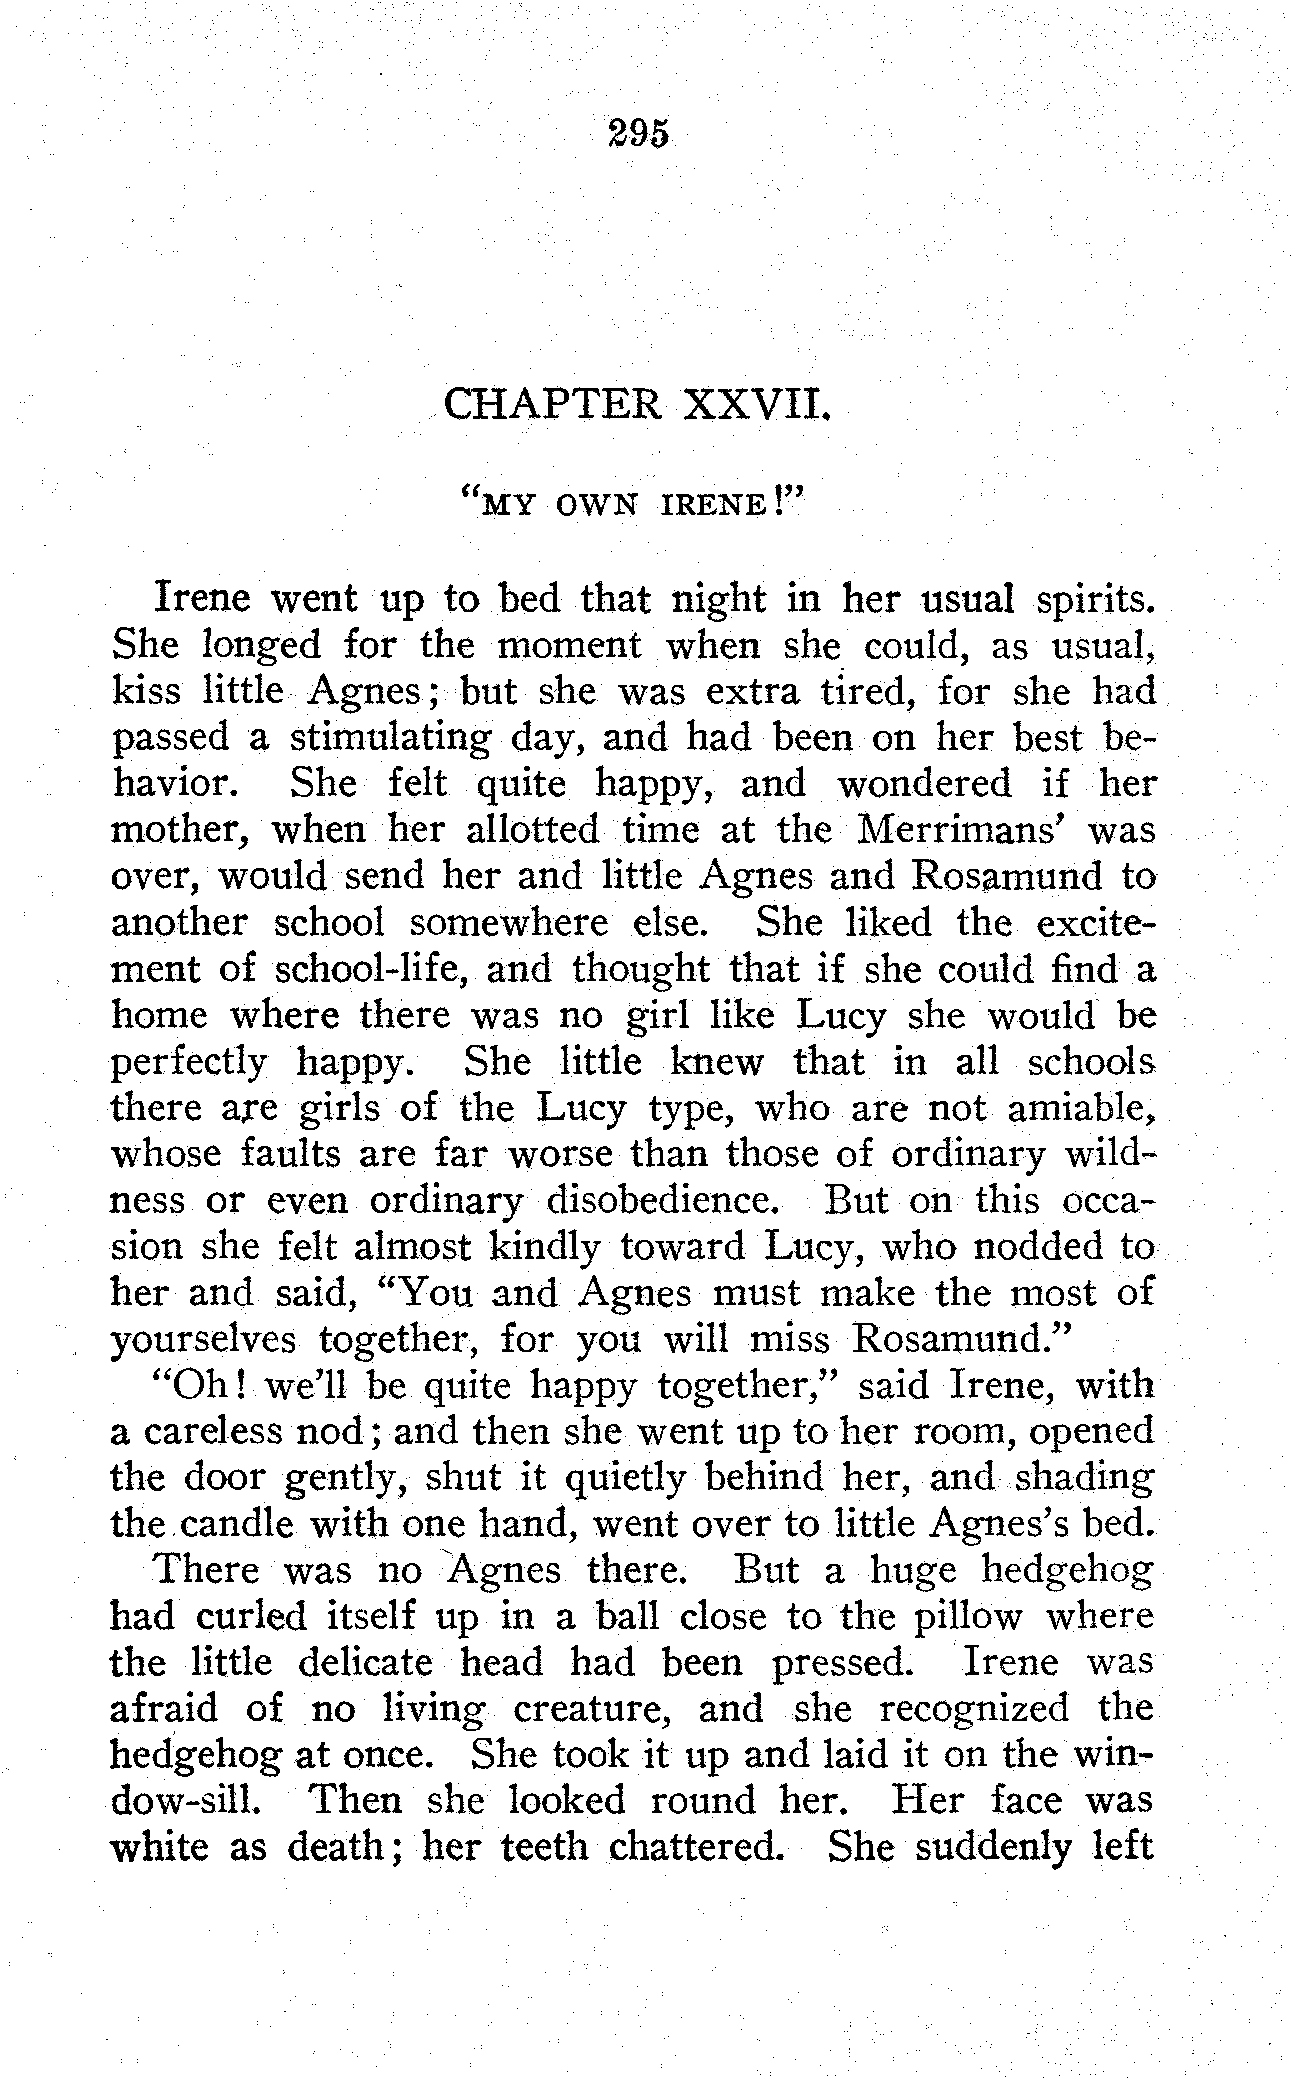 295
CHAPTER XXVII.
"MY OWN IRENE!"
Irene went up to bed that night in her usual spirits.
She longed for the moment when she could, as usual,
kiss little Agnes; but she was extra tired, for she had
passed a stimulating day, and had been on her best be-
havior. She felt quite happy, and wondered if her
mother, when her allotted time at the Merrimans' was
over, would send her and little Agnes and Rosamund to
another school somewhere else. She liked the excite-
ment of school-life, and thought that if she could find a
home where there was no girl like Lucy she would be
perfectly happy. She little knew that in all schools
there are girls of the Lucy type, who are not amiable,
whose faults are far worse than those of ordinary wild-
ness or even ordinary disobedience. But on this occa-
sion she felt almost kindly toward Lucy, who nodded to
her and said, "You and Agnes must make the most of
yourselves together, for you will miss Rosamund."
"Oh! we'll be quite happy together," said Irene, with
a careless nod; and then she went up to her room, opened
the door gently, shut it quietly behind her, and shading
the candle with one hand, went over to little Agnes's bed.
There was no Agnes there. But a huge hedgehog
had curled itself up in a ball close to the pillow where
the little delicate head had been pressed. Irene was
afraid of no living creature, and she recognized the
hedgehog at once. She took it up and laid it on the win-
dow-sill. Then she looked round her. Her face was
white as death; her teeth chattered. She suddenly left